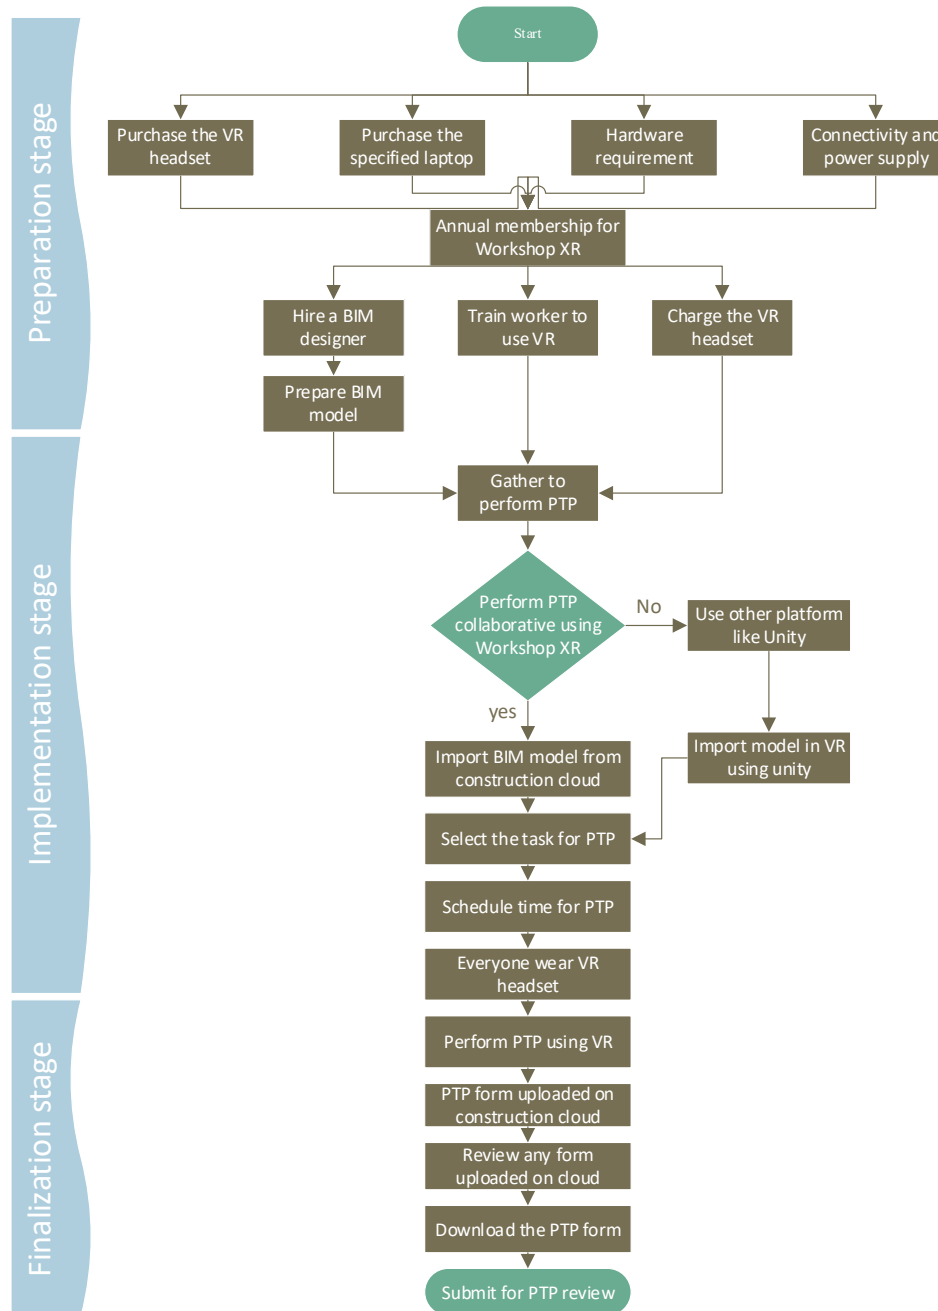 Preparation stage
Start
Purchase the VR
headset
Purchase the
specified laptop
Hardware
requirement
Connectivity and
power supply
Annual membership for
Workshop XR
Hire a BIM
designer
Train worker to
use VR
Charge the VR
headset
Prepare BIM
model
Implementation stage
Gather to
perform PTP
Perform PTP
collaborative using
Workshop XR
No
Use other platform
like Unity
yes
Import BIM model from
construction cloud
Import model in VR
using unity
Select the task for PTP
Schedule time for PTP
Everyone wear VR
headset
Finalization stage
Perform PTP using VR
PTP form uploaded on
construction cloud
Review any form
uploaded on cloud
Download the PTP form
Submit for PTP review